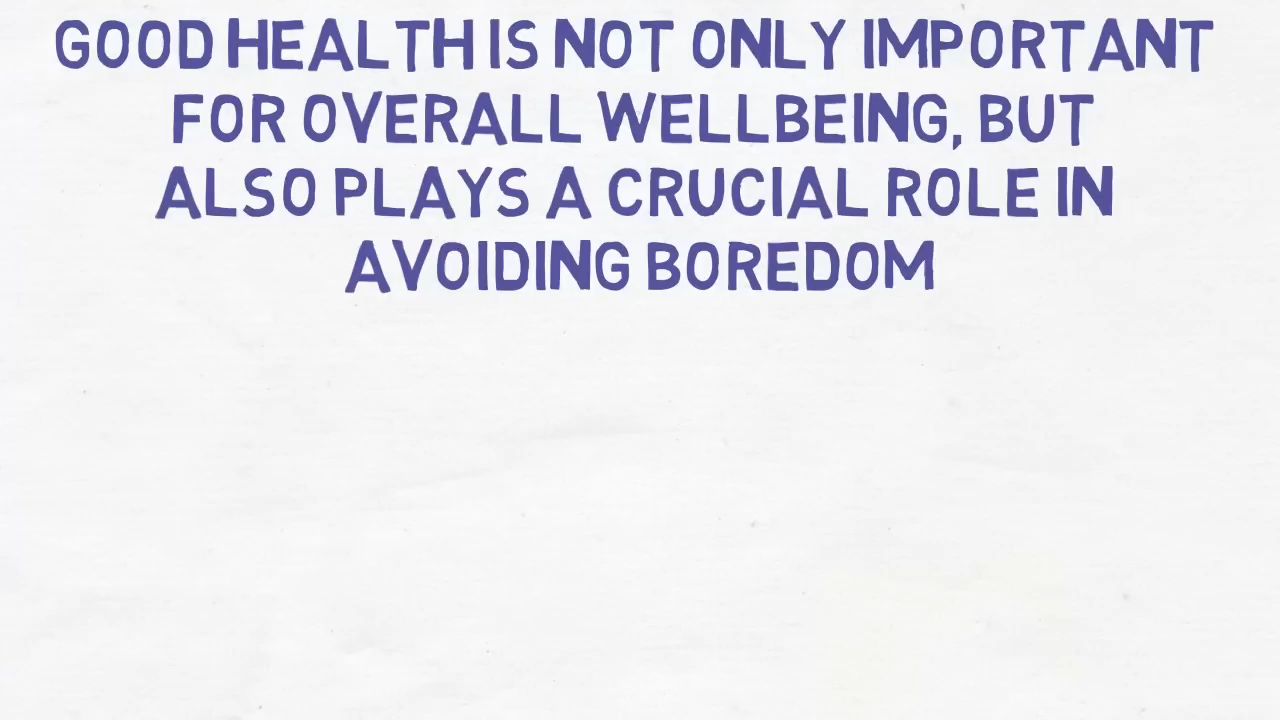 GOOD HEALTH IS NOT ONLY IMPORTANT
FOR OVERALL WELLBEING, BUT
ALSO PLAYS A CRUCIAL ROLE IN
AVOIDING BOREDOM